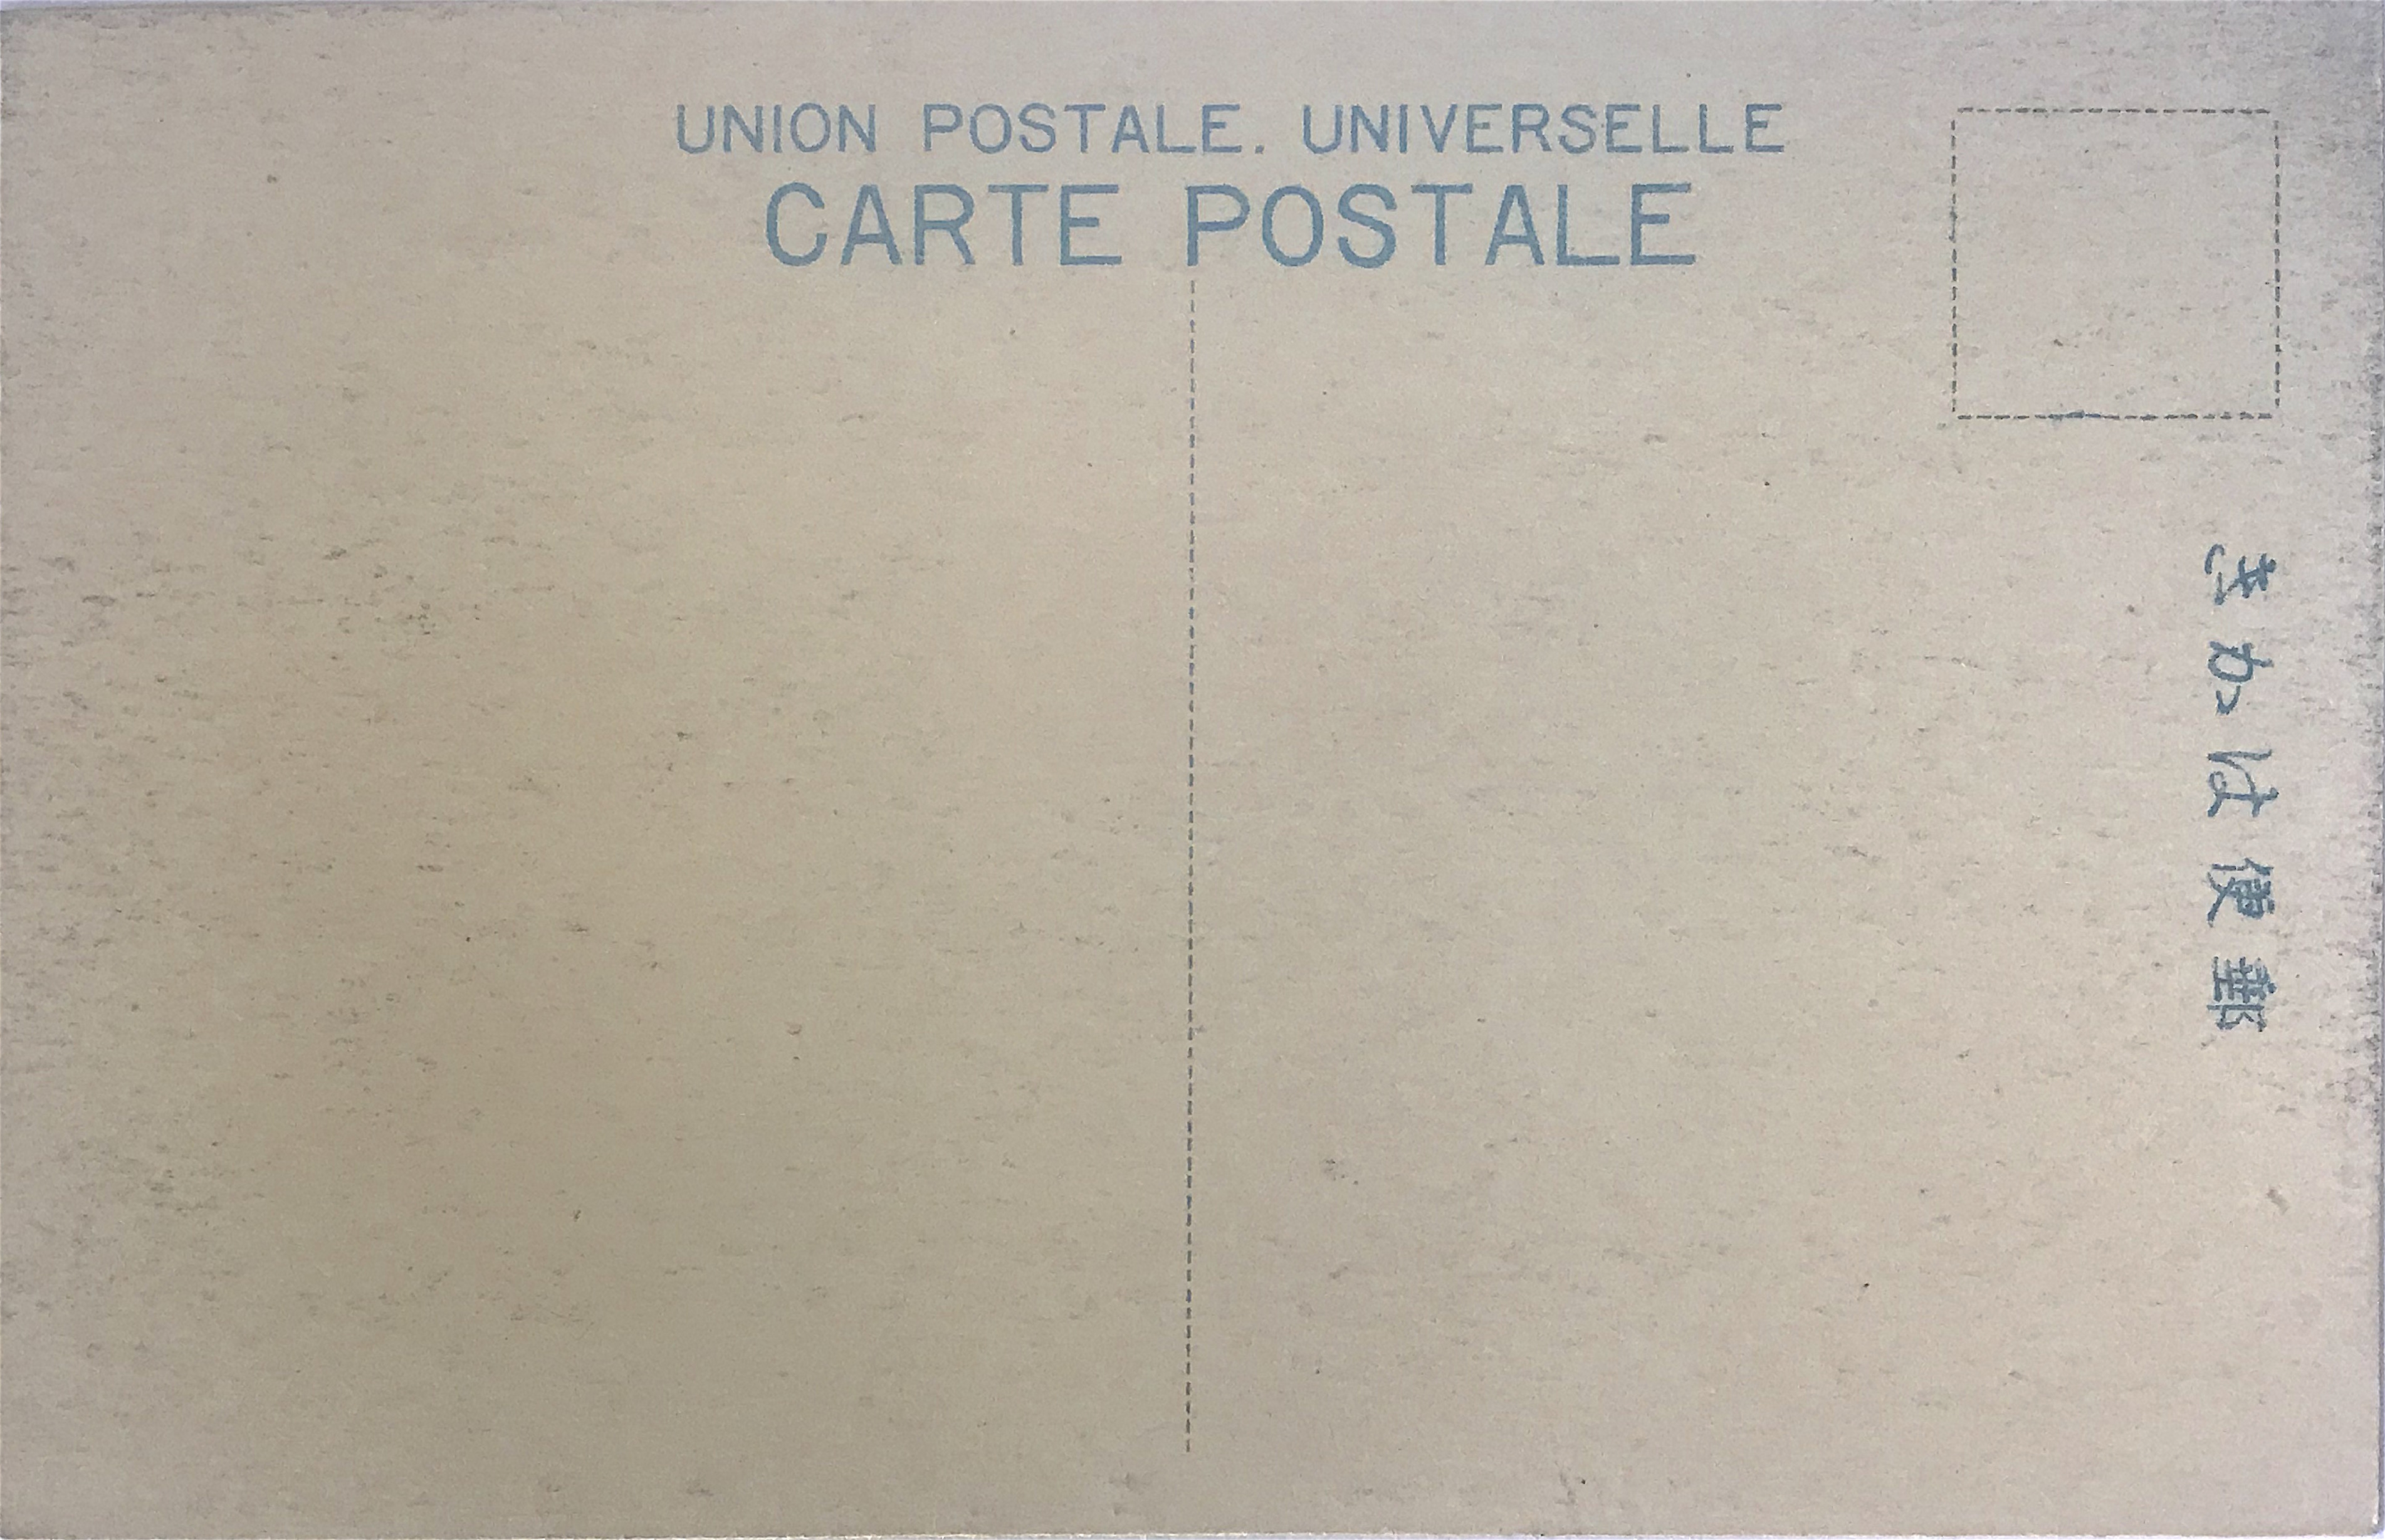 UNION POSTALE. UNIVERSELLE
CARTE POSTALE
郵便はかき